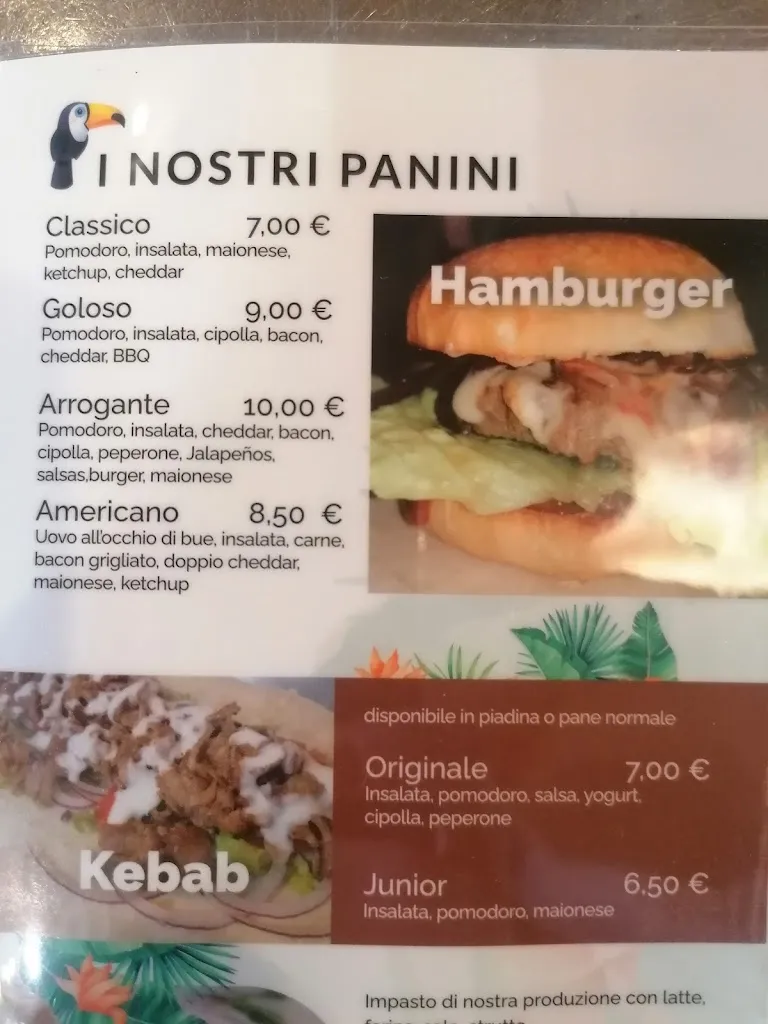 I NOSTRI PANINI
Classico 7,00 €
Pomodoro, insalata, maionese,
ketchup, cheddar
Goloso 9,00 €
Pomodoro, insalata, cipolla, bacon,
cheddar, BBQ
Arrogante 10,00 €
Pomodoro, insalata, cheddar, bacon,
cipolla, peperone, Jalapeños,
salsas,burger, maionese
Americano 8,50 €
Uovo all'occhio di bue, insalata, carne,
bacon grigliato, doppio cheddar,
maionese, ketchup
Hamburger
Kebab
disponibile in piadina o pane normale
Originale 7,00 €
Insalata, pomodoro, salsa, yogurt,
cipolla, peperone
Junior 6,50 €
Insalata, pomodoro, maionese
Impasto di nostra produzione con latte,